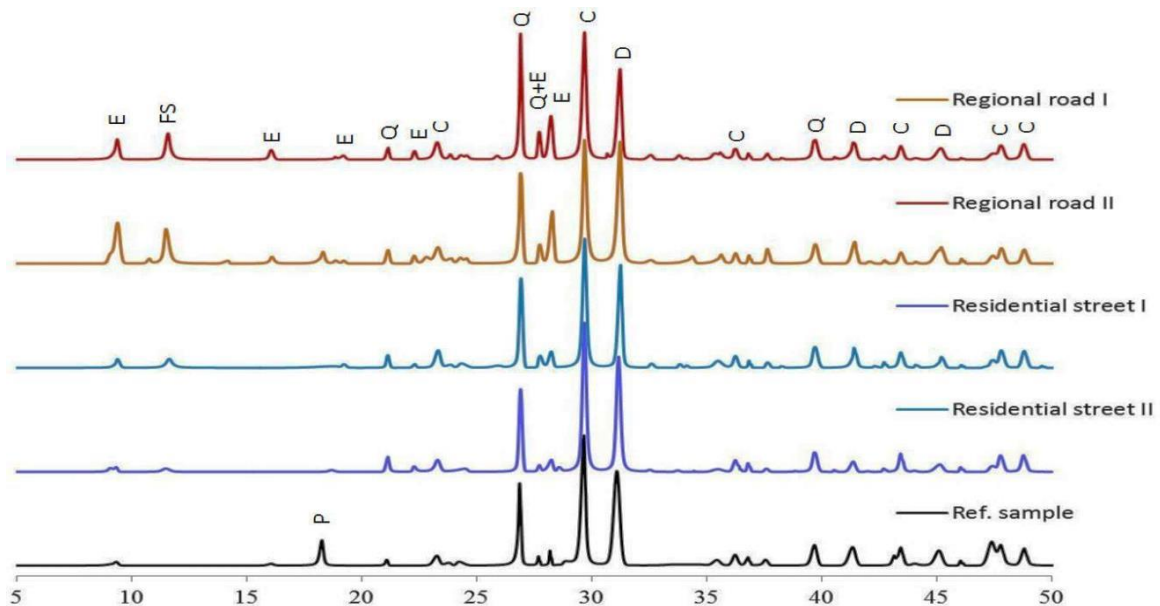 Q
C
D
Q+E
E
E
FS
E
E
Q
E
C
C
Q
D
C
D
C
C
Regional road I
Regional road II
Residential street I
Residential street II
Ref. sample
P
5
10
15
20
25
30
35
40
45
50